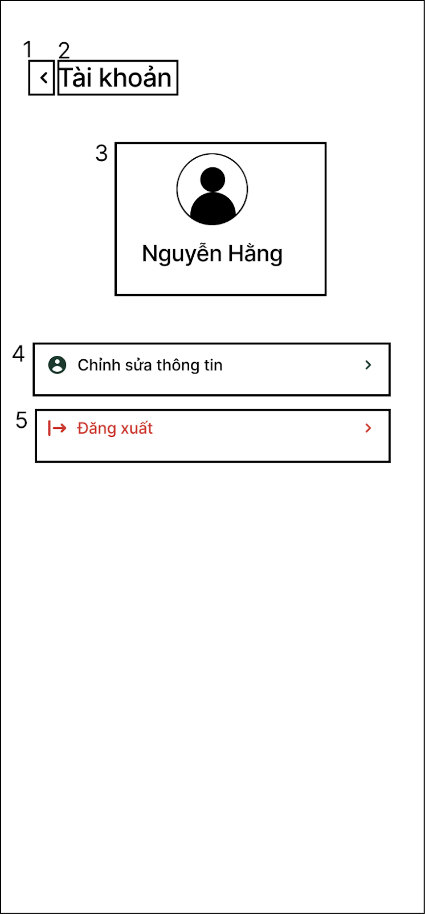 1 2
Tài khoản
3
Nguyễn Hằng
4
Chỉnh sửa thông tin
5
Đăng xuất